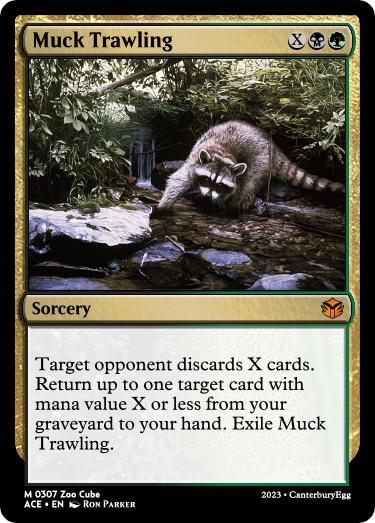 Muck Trawling X
Sorcery
Target opponent discards X cards.
Return up to one target card with
mana value X or less from your
graveyard to your hand. Exile Muck
Trawling.
M 0307 Zoo Cube
ACE • EN Ron Parker 2023 • CanterburyEgg